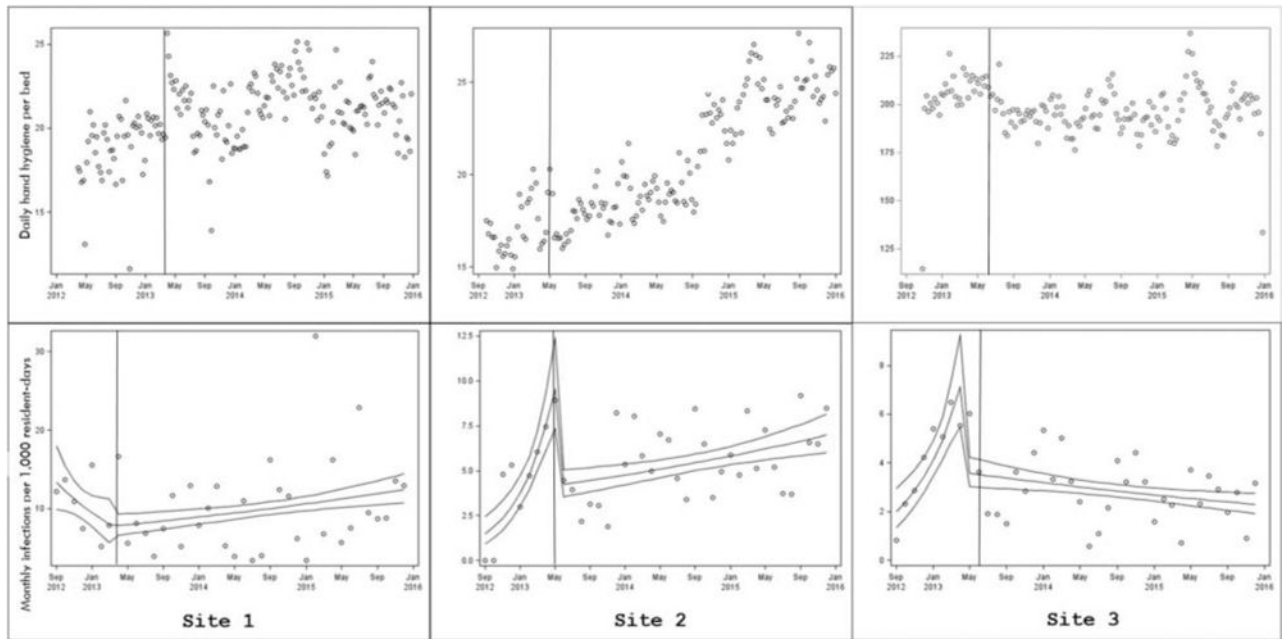 Daily hand hygiene per bed
25
20
15
Jan May Sep Jan May Sep Jan May Sep Jan May Sep Jan
2012 2013 2014 2015 2016
25
20
15
Sep Jan May Sep Jan May Sep Jan May Sep Jan
2012 2013 2014 2015 2016
225
200
175
150
125
Sep Jan May Sep Jan May Sep Jan May Sep Jan
2012 2013 2014 2015 2016
Monthly infections per 1,000 resident-days
30
20
10
Sep Jan May Sep Jan May Sep Jan May Sep Jan
2012 2013 2014 2015 2016
Site 1
12.5
10.0
7.5
5.0
2.5
0.0
Sep Jan May Sep Jan May Sep Jan May Sep Jan
2012 2013 2014 2015 2016
Site 2
8
6
4
2
0
Sep Jan May Sep Jan May Sep Jan May Sep Jan
2012 2013 2014 2015 2016
Site 3